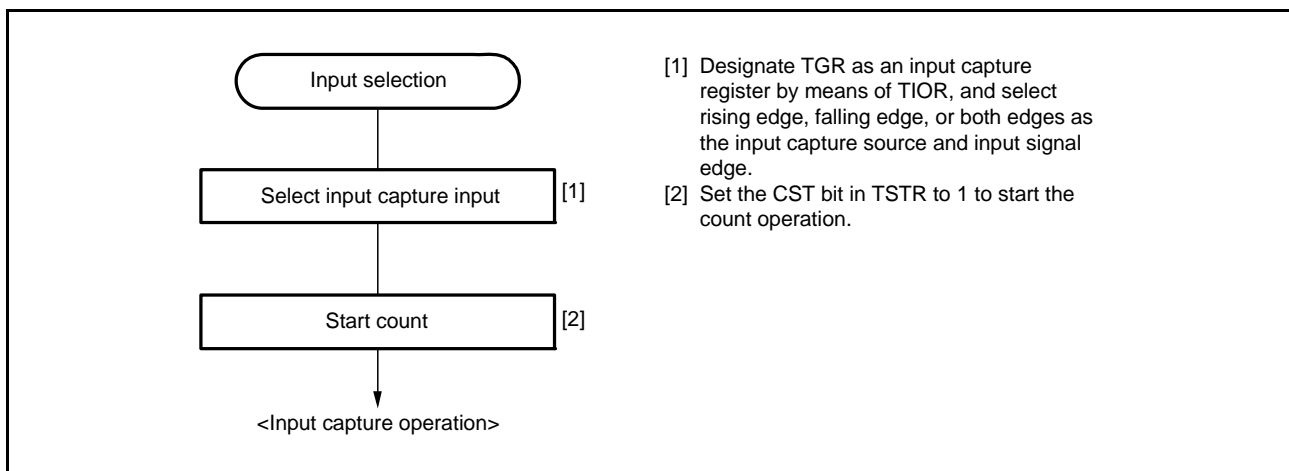 Input selection
Select input capture input
[1]
Start count
[2]
<Input capture operation>
[1] Designate TGR as an input capture
register by means of TIOR, and select
rising edge, falling edge, or both edges as
the input capture source and input signal
edge.
[2] Set the CST bit in TSTR to 1 to start the
count operation.